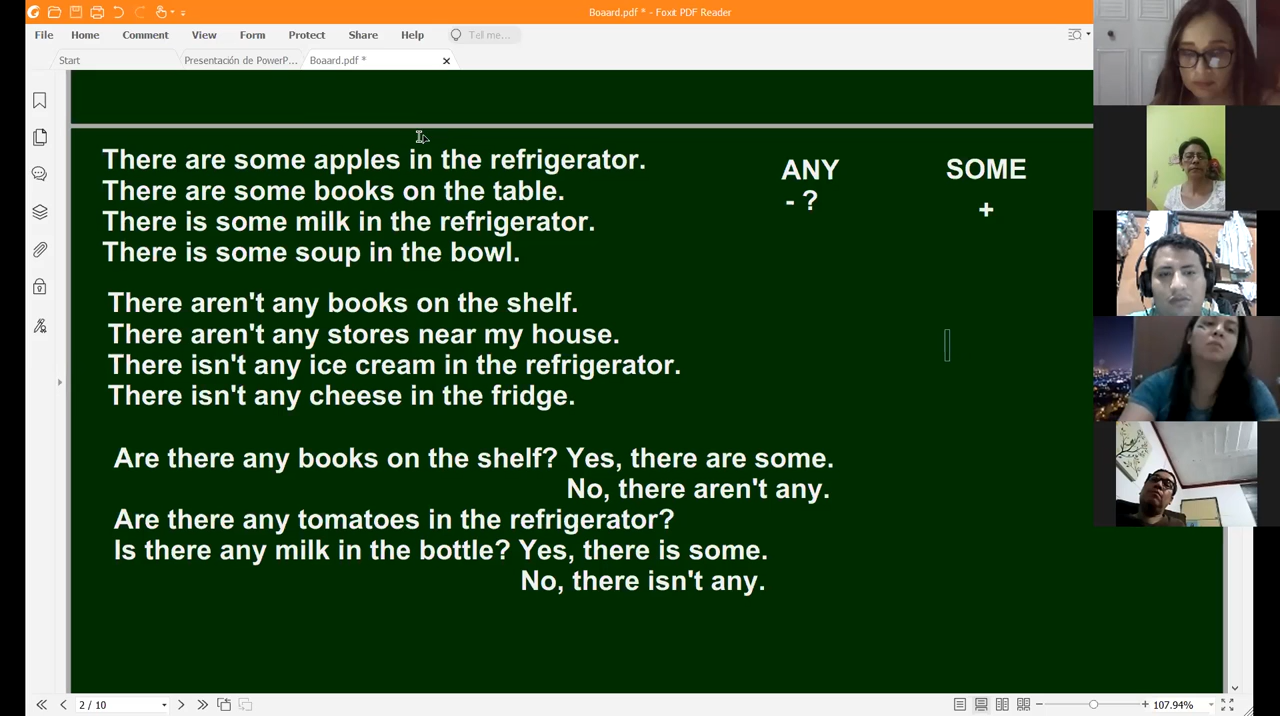 Boaard.pdf * - Foxit PDF Reader
File Home Comment View Form Protect Share Help Tell me...
Start Presentación de PowerP... Boaard.pdf *
There are some apples in the refrigerator.
There are some books on the table.
There is some milk in the refrigerator.
There is some soup in the bowl.
ANY SOME
- ? +
There aren't any books on the shelf.
There aren't any stores near my house.
There isn't any ice cream in the refrigerator.
There isn't any cheese in the fridge.
Are there any books on the shelf? Yes, there are some.
No, there aren't any.
Are there any tomatoes in the refrigerator?
Is there any milk in the bottle? Yes, there is some.
No, there isn't any.
2 / 10 107.94%